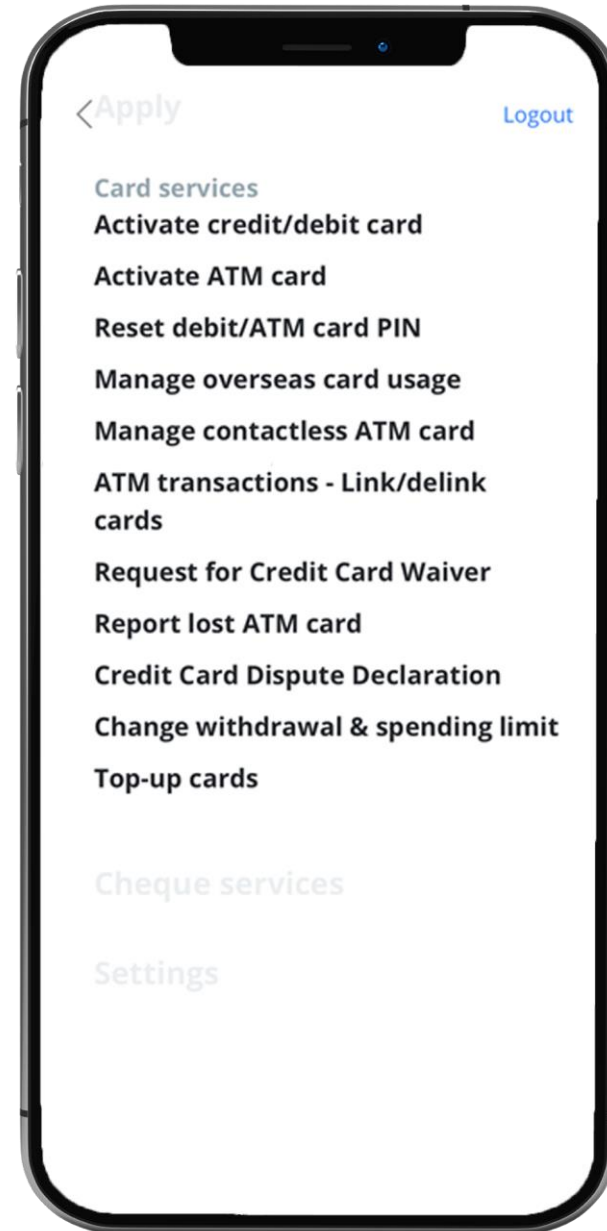 Apply
Logout
Card services
Activate credit/debit card
Activate ATM card
Reset debit/ATM card PIN
Manage overseas card usage
Manage contactless ATM card
ATM transactions - Link/delink
cards
Request for Credit Card Waiver
Report lost ATM card
Credit Card Dispute Declaration
Change withdrawal & spending limit
Top-up cards
Cheque services
Settings